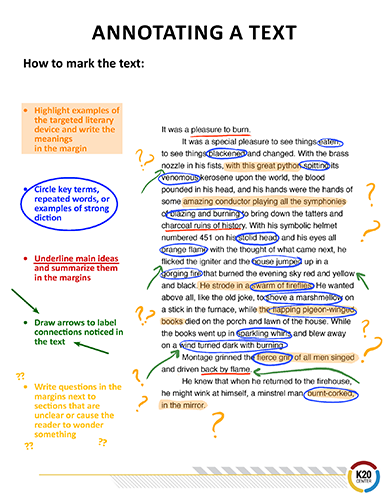 ANNOTATING A TEXT
How to mark the text:
• Highlight examples of
the targeted literary
device and write the
meanings
in the margin
• Circle key terms,
repeated words, or
examples of strong
diction
• Underline main ideas
and summarize them
in the margins
• Draw arrows to label
connections noticed in
the text
?? ??
• Write questions in the
margins next to
sections that are
unclear or cause the
reader to wonder
something
?? ??
It was a pleasure to burn.
It was a special pleasure to see things eaten,
to see things blackened and changed. With the brass
nozzle in his fists, with this great python spitting its
venomous kerosene upon the world, the blood
pounded in his head, and his hands were the hands of
some amazing conductor playing all the symphonies
of blazing and burning to bring down the tatters and
charcoal ruins of history. With his symbolic helmet
numbered 451 on his stolid head and his eyes all
orange flame with the thought of what came next, he
flicked the igniter and the house jumped up in a
gorging fire that burned the evening sky red and yellow
and black. He strode in a swarm of fireflies. He wanted
above all, like the old joke, to shove a marshmallow on
a stick in the furnace, while the flapping pigeon-winged
books died on the porch and lawn of the house. While
the books went up in sparkling whirls and blew away
on a wind turned dark with burning.
Montage grinned the fierce grin of all men singed
and driven back by flame.
He knew that when he returned to the firehouse,
he might wink at himself, a minstrel man burnt-corked,
in the mirror.
? ? ? ? ? ? ?
K20
CENTER